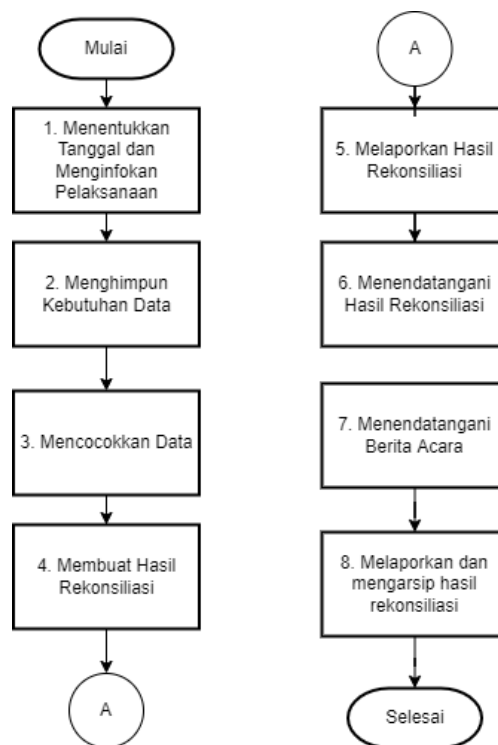 Mulai
1. Menentukkan
Tanggal dan
Menginfokan
Pelaksanaan
2. Menghimpun
Kebutuhan Data
3. Mencocokkan Data
4. Membuat Hasil
Rekonsiliasi
A
A
5. Melaporkan Hasil
Rekonsiliasi
6. Menendatangani
Hasil Rekonsiliasi
7. Menendatangani
Berita Acara
8. Melaporkan dan
mengarsip hasil
rekonsiliasi
Selesai